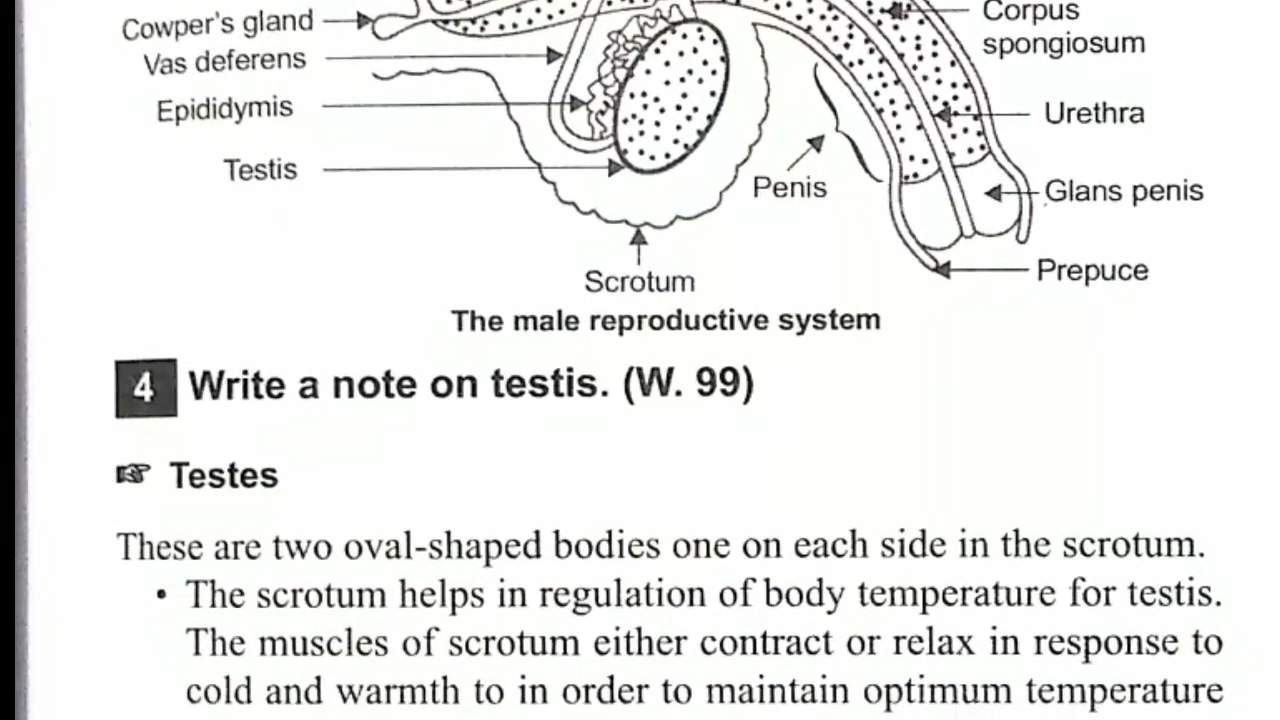 Cowper's gland
Vas deferens
Epididymis
Testis
Scrotum
Penis
Corpus
spongiosum
Urethra
Glans penis
Prepuce
The male reproductive system
4 Write a note on testis. (W. 99)
☞ Testes
These are two oval-shaped bodies one on each side in the scrotum.
• The scrotum helps in regulation of body temperature for testis.
The muscles of scrotum either contract or relax in response to
cold and warmth to in order to maintain optimum temperature